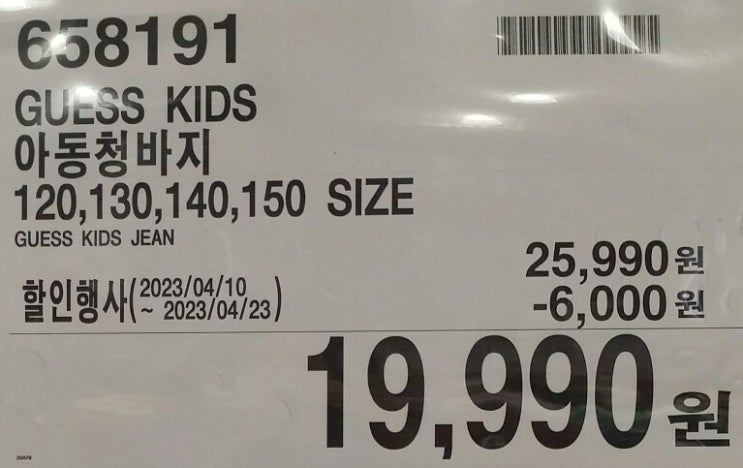 658191
GUESS KIDS
아동청바지
120,130,140,150 SIZE
GUESS KIDS JEAN
25,990원
할인행사(2023/04/10
~ 2023/04/23)
-6,000원
19,990원